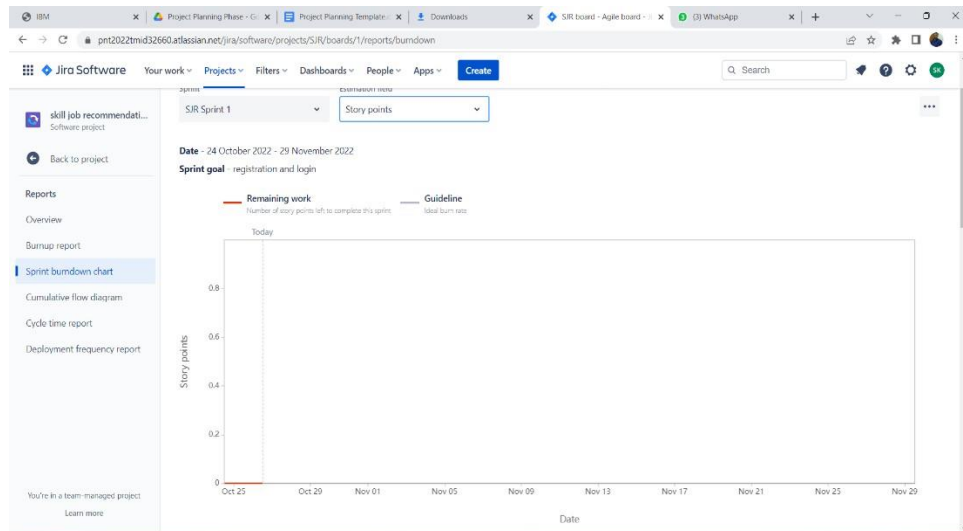 IBM
Project Planning Phase - Go
Project Planning Template
Downloads
SJR board - Agile board - J
(3) WhatsApp
pnt2022tmid32660.atlassian.net/jira/software/projects/SJR/boards/1/reports/burndown
Jira Software
Your work
Projects
Filters
Dashboards
People
Apps
Create
Search
SK
skill job recommendati...
Software project
Back to project
Reports
Overview
Burnup report
Sprint burndown chart
Cumulative flow diagram
Cycle time report
Deployment frequency report
You're in a team-managed project
Learn more
Sprint
Estimation field
SJR Sprint 1
Story points
Date - 24 October 2022 - 29 November 2022
Sprint goal - registration and login
Remaining work
Number of story points left to complete this sprint
Guideline
Ideal burn rate
Today
0.8
0.6
0.4
0.2
0
Story points
Oct 25 Oct 29 Nov 01 Nov 05 Nov 09 Nov 13 Nov 17 Nov 21 Nov 25 Nov 29
Date